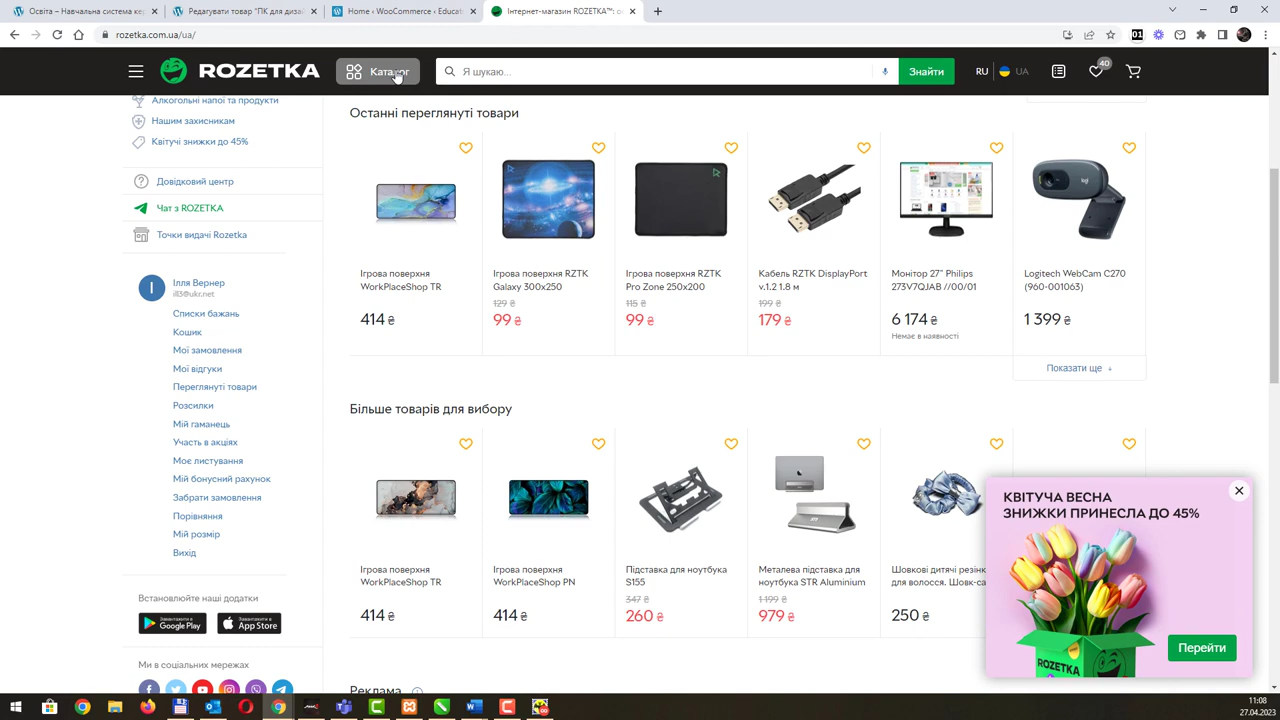 Освіта – Навчальна система кер
Редагувати товар "ПК для дизай
Home ‹ WooCommerce ‹ Educati
Інтернет-магазин ROZETKA™: о
rozetka.com.ua/ua/
ROZETKA
Каталог
Я шукаю...
Знайти
RU
UA
40
Алкогольні напої та продукти
Нашим захисникам
Квітучі знижки до 45%
Довідковий центр
Чат з ROZETKA
Точки видачі Rozetka
І
Ілля Вернер
ill3@ukr.net
Списки бажань
Кошик
Мої замовлення
Мої відгуки
Переглянуті товари
Розсилки
Мій гаманець
Участь в акціях
Моє листування
Мій бонусний рахунок
Забрати замовлення
Порівняння
Мій розмір
Вихід
Встановлюйте наші додатки
Завантажити в
Google Play
Завантажити в
App Store
Ми в соціальних мережах
Останні переглянуті товари
Ігрова поверхня
WorkPlaceShop TR
414 ₴
Ігрова поверхня RZTK
Galaxy 300x250
129 ₴
99 ₴
Ігрова поверхня RZTK
Pro Zone 250x200
115 ₴
99 ₴
Кабель RZTK DisplayPort
v.1.2 1.8 м
199 ₴
179 ₴
Монітор 27" Philips
273V7QJAB //00/01
6 174 ₴
Немає в наявності
Logitech WebCam C270
(960-001063)
1 399 ₴
Показати ще
Більше товарів для вибору
Ігрова поверхня
WorkPlaceShop TR
414 ₴
Ігрова поверхня
WorkPlaceShop PN
414 ₴
Підставка для ноутбука
S155
347 ₴
260 ₴
Металева підставка для
ноутбука STR Aluminium
1 199 ₴
979 ₴
Шовкові дитячі резінк
для волосся. Шовк-са
250 ₴
Реклама
КВІТУЧА ВЕСНА
ЗНИЖКИ ПРИНЕСЛА ДО 45%
ROZETKA
Перейти
11:08
27.04.2023